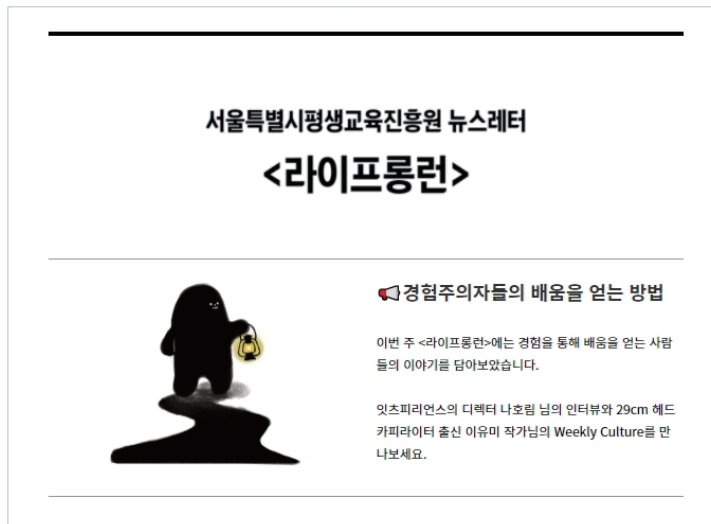 서울특별시평생교육진흥원 뉴스레터
<라이프롱런>
경험주의자들의 배움을 얻는 방법
이번 주 <라이프롱런>에는 경험을 통해 배움을 얻는 사람
들의 이야기를 담아보았습니다.
잇츠피리언스의 디렉터 나호림 님의 인터뷰와 29cm 헤드
카피라이터 출신 이유미 작가님의 Weekly Culture를 만
나보세요.